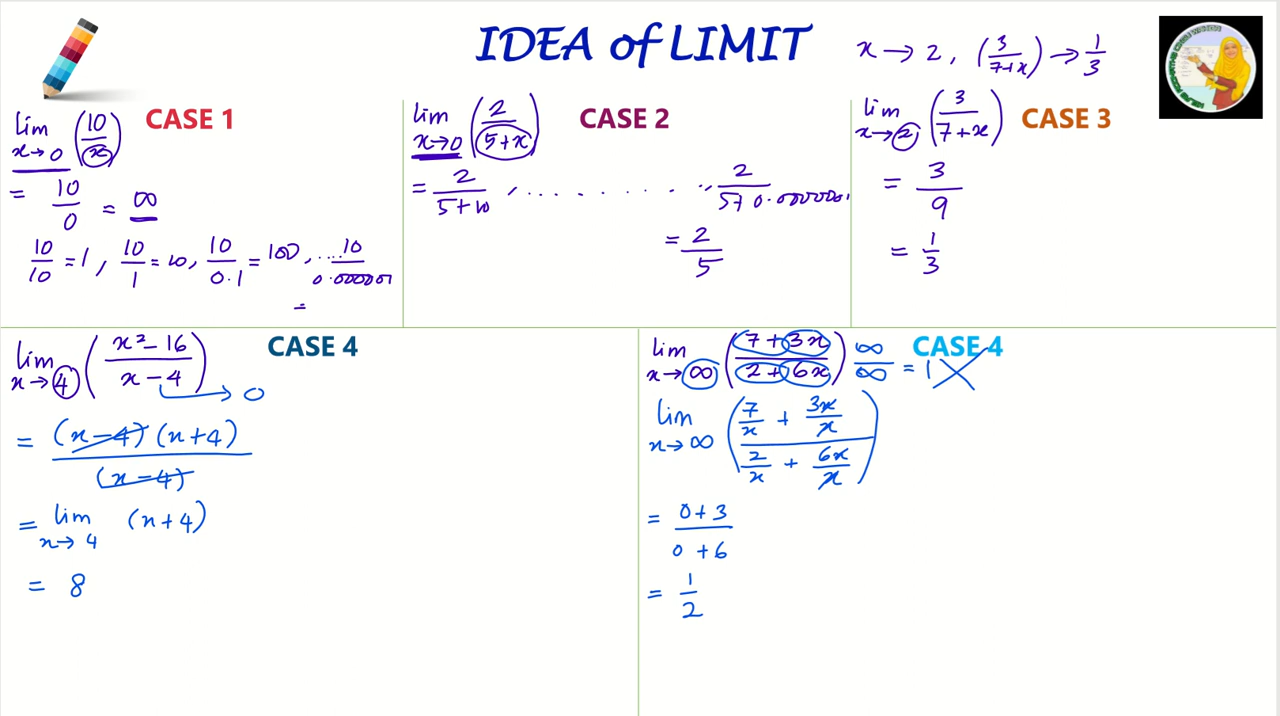 IDEA of LIMIT
x → 2, (3/(7+x)) → 1/3
CASE 1
lim x→0 (10/x)
= 10/0 = ∞
10/10 = 1, 10/1 = 10, 10/0.1 = 100, .... 10/0.000001
=
CASE 2
lim x→0 (2/(5+x))
= 2/(5+10), ........ .. 2/(5+0.0000001
= 2/5
CASE 3
lim x→2 (3/(7+x))
= 3/9
= 1/3
CASE 4
lim x→4 ((x²-16)/(x-4))
→ 0
= (x-4)(x+4)/(x-4)
= lim x→4 (x+4)
= 8
CASE 4
lim x→∞ ((7+3x)/(2+6x)) ∞/∞ = 1
lim x→∞ ((7/x + 3x/x)/(2/x + 6x/x))
= (0+3)/(0+6)
= 1/2